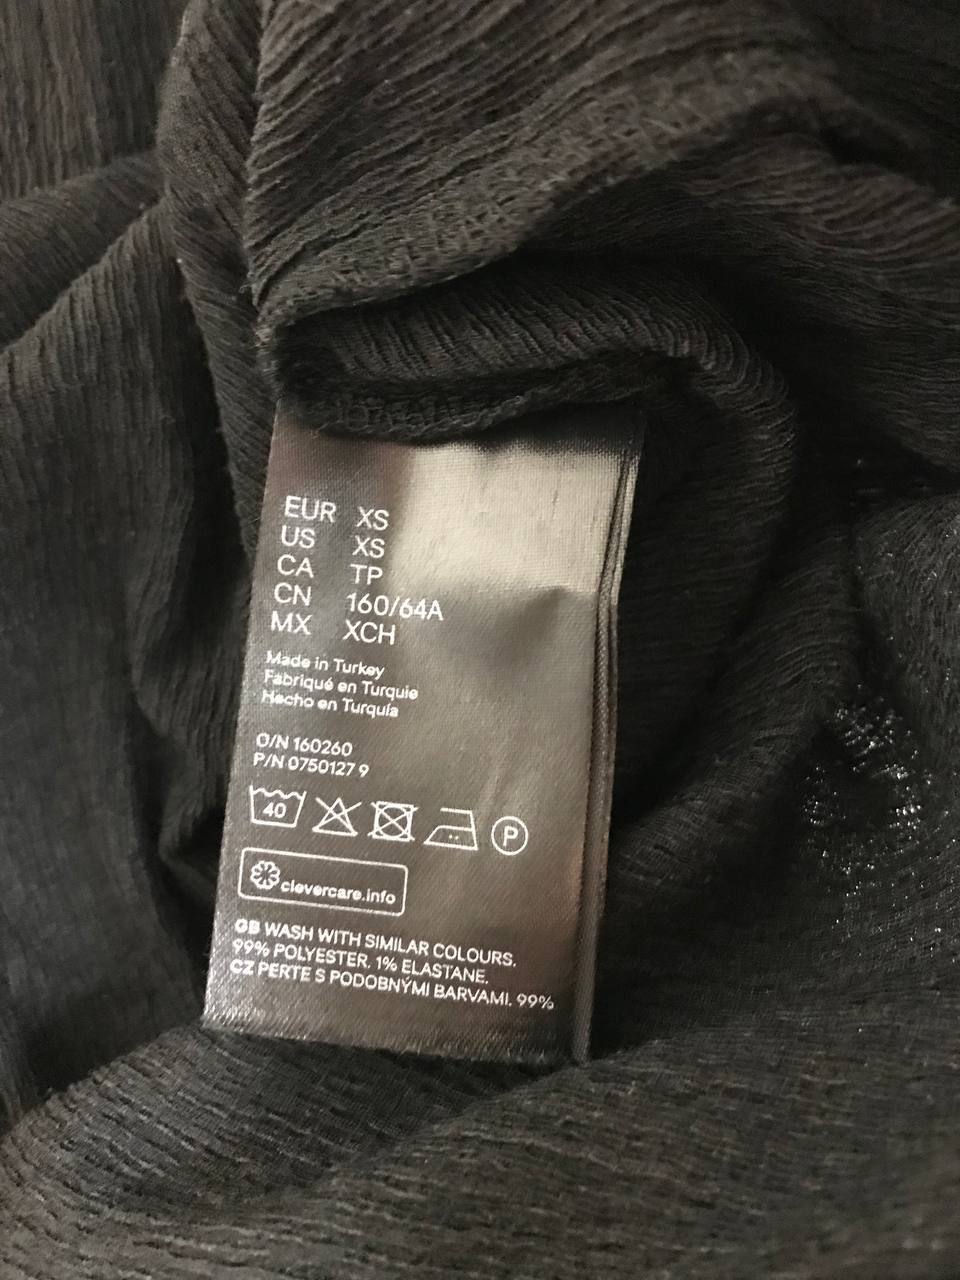 EUR XS
US XS
CA TP
CN 160/64A
MX XCH
Made in Turkey
Fabriqué en Turquie
Hecho en Turquía
O/N 160260
P/N 0750127 9
40 P
clevercare.info
GB WASH WITH SIMILAR COLOURS.
99% POLYESTER. 1% ELASTANE.
CZ PERTE S PODOBNÝMI BARVAMI. 99%